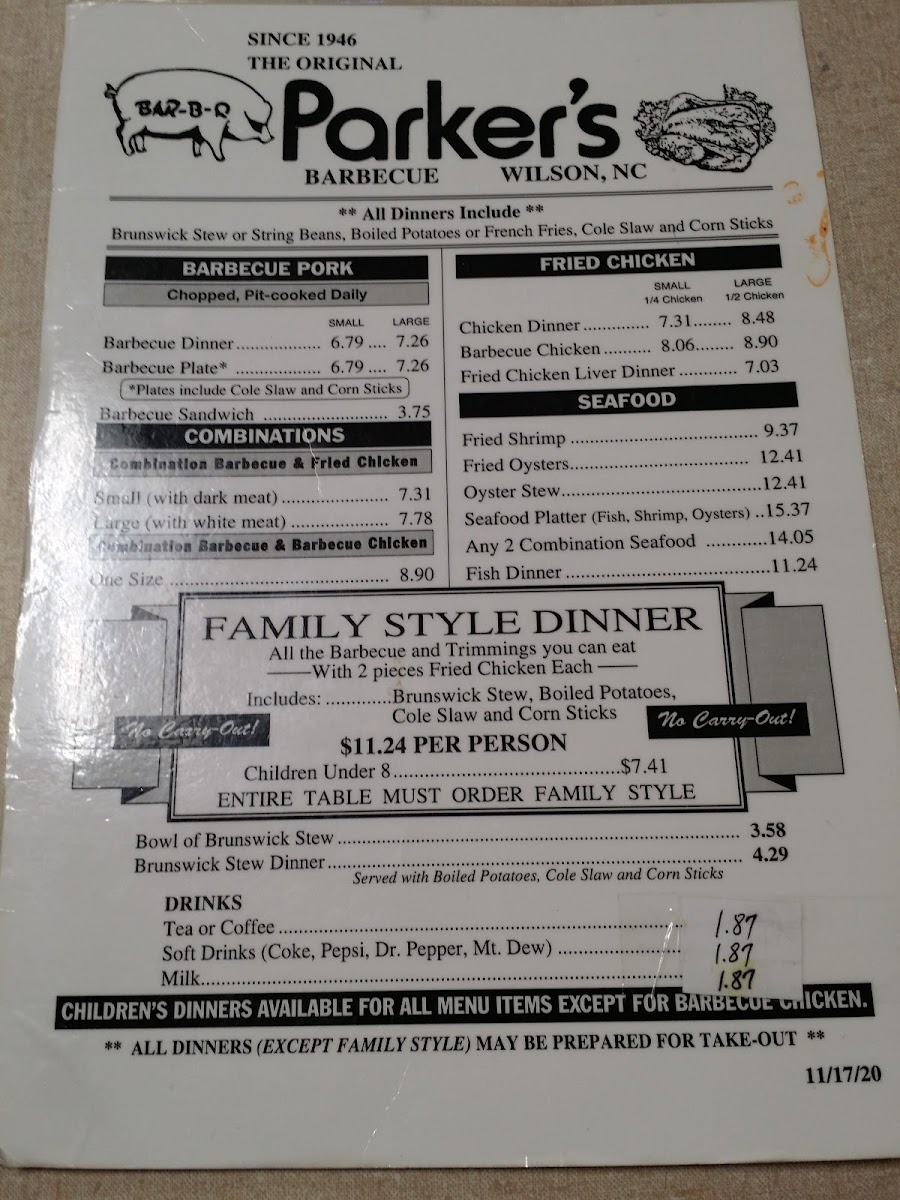 SINCE 1946
THE ORIGINAL
BAR-B-Q
Parker's
BARBECUE WILSON, NC
** All Dinners Include **
Brunswick Stew or String Beans, Boiled Potatoes or French Fries, Cole Slaw and Corn Sticks
BARBECUE PORK
Chopped, Pit-cooked Daily
SMALL LARGE
Barbecue Dinner................. 6.79 .... 7.26
Barbecue Plate* ................. 6.79 .... 7.26
*Plates include Cole Slaw and Corn Sticks
Barbecue Sandwich ......................... 3.75
COMBINATIONS
Combination Barbecue & Fried Chicken
Small (with dark meat) ..................... 7.31
Large (with white meat) ................... 7.78
Combination Barbecue & Barbecue Chicken
One Size ........................................... 8.90
FRIED CHICKEN
SMALL LARGE
1/4 Chicken 1/2 Chicken
Chicken Dinner ............. 7.31........ 8.48
Barbecue Chicken .......... 8.06........ 8.90
Fried Chicken Liver Dinner ............ 7.03
SEAFOOD
Fried Shrimp ..................................... 9.37
Fried Oysters................................... 12.41
Oyster Stew.......................................12.41
Seafood Platter (Fish, Shrimp, Oysters) ..15.37
Any 2 Combination Seafood ............14.05
Fish Dinner .......................................11.24
FAMILY STYLE DINNER
All the Barbecue and Trimmings you can eat
With 2 pieces Fried Chicken Each
Includes: .............Brunswick Stew, Boiled Potatoes,
Cole Slaw and Corn Sticks
No Carry-Out!
No Carry-Out!
$11.24 PER PERSON
Children Under 8.........................................$7.41
ENTIRE TABLE MUST ORDER FAMILY STYLE
Bowl of Brunswick Stew ........................................................................ 3.58
Brunswick Stew Dinner.......................................................................... 4.29
Served with Boiled Potatoes, Cole Slaw and Corn Sticks
DRINKS
Tea or Coffee ........................................................................ 1.87
Soft Drinks (Coke, Pepsi, Dr. Pepper, Mt. Dew) ...................... 1.87
Milk...................................................................................... 1.87
CHILDREN'S DINNERS AVAILABLE FOR ALL MENU ITEMS EXCEPT FOR BARBECUE CHICKEN.
** ALL DINNERS (EXCEPT FAMILY STYLE) MAY BE PREPARED FOR TAKE-OUT **
11/17/20